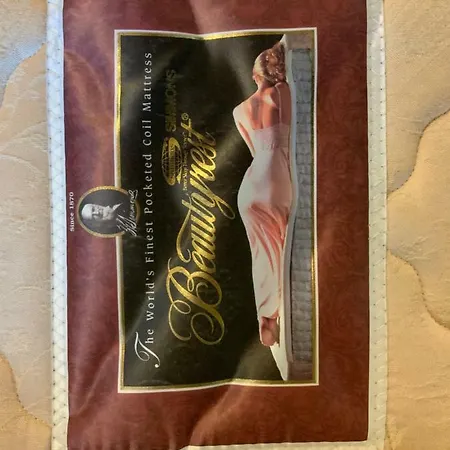 Since 1870
The World's Finest Pocketed Coil Mattress
SIMMONS
Beautyrest®